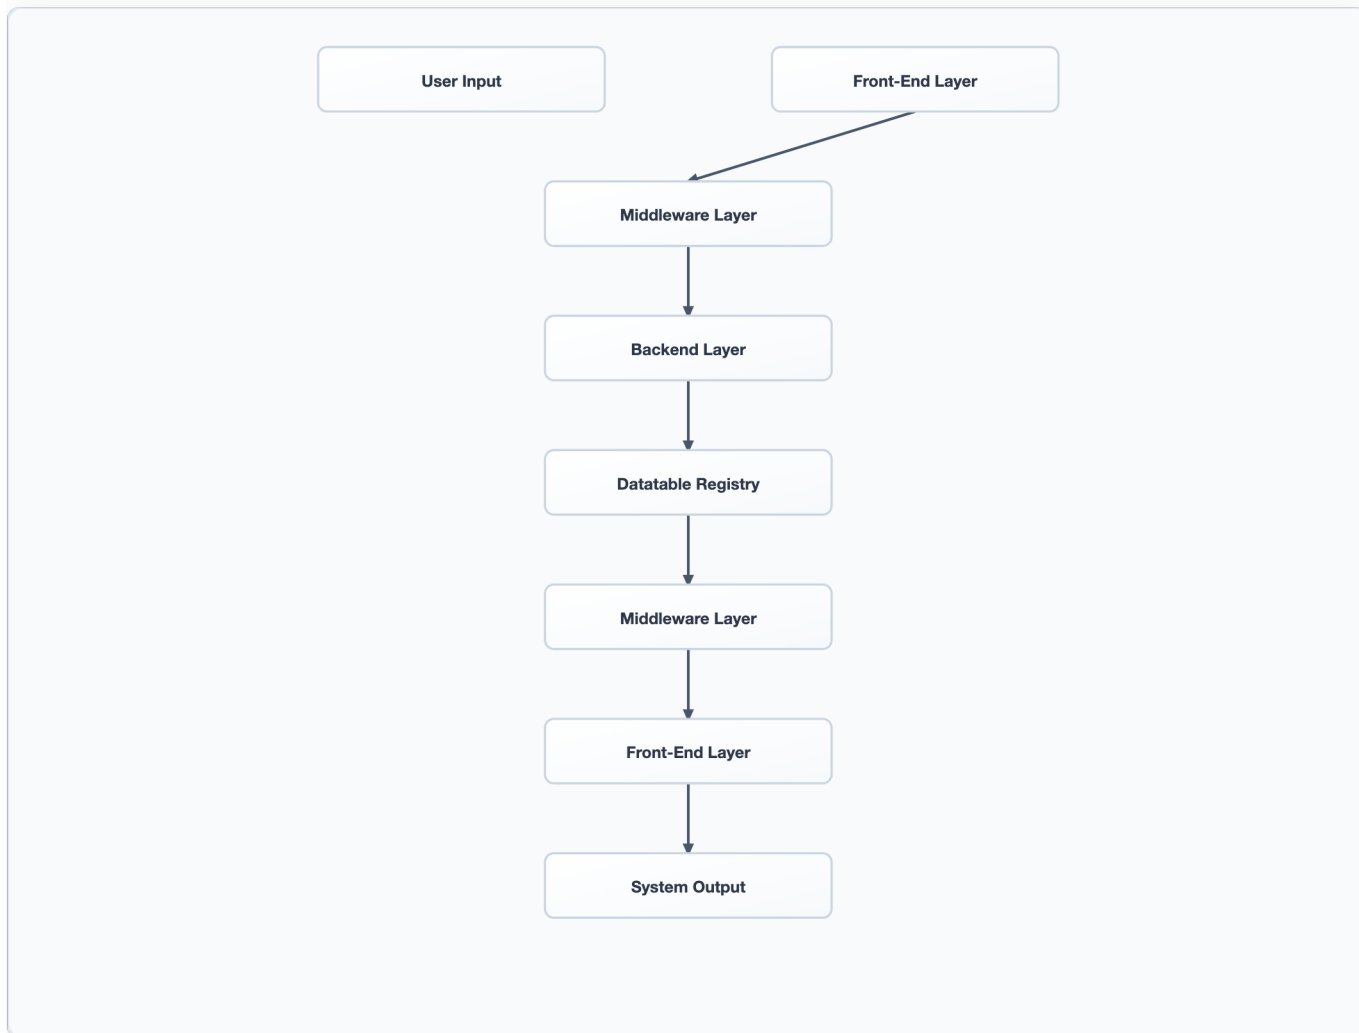 User Input
Front-End Layer
Middleware Layer
Backend Layer
Datatable Registry
Middleware Layer
Front-End Layer
System Output